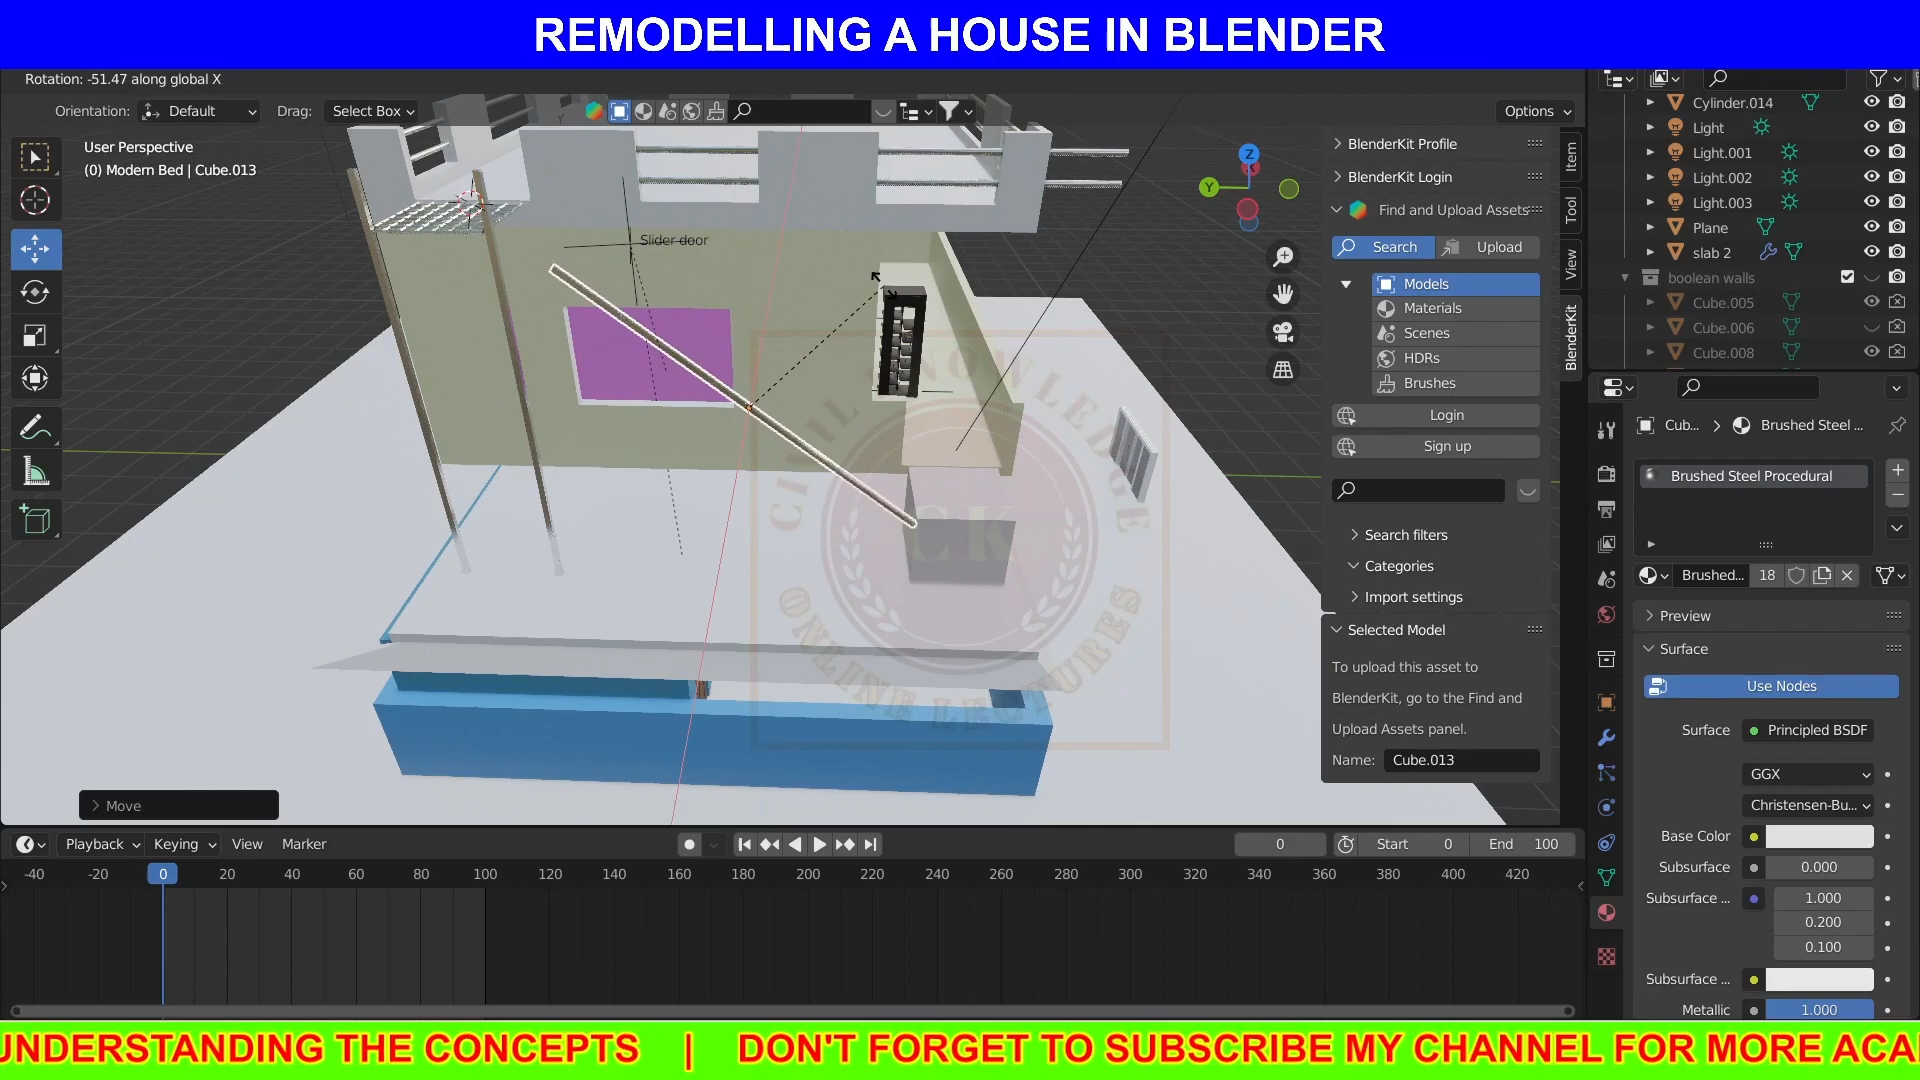 REMODELLING A HOUSE IN BLENDER
Rotation: -51.47 along global X
Orientation: Default Drag: Select Box Options
User Perspective
(0) Modern Bed | Cube.013
Slider door
Z
Y
Move
CIVIL KNOWLEDGE
CK
ONLINE LECTURES
BlenderKit Profile
BlenderKit Login
Find and Upload Assets
Search Upload
Models
Materials
Scenes
HDRs
Brushes
Login
Sign up
Search filters
Categories
Import settings
Selected Model
To upload this asset to
BlenderKit, go to the Find and
Upload Assets panel.
Name: Cube.013
Item
Tool
View
BlenderKit
Cylinder.014
Light
Light.001
Light.002
Light.003
Plane
slab 2
boolean walls
Cube.005
Cube.006
Cube.008
Cub... Brushed Steel ...
Brushed Steel Procedural
Brushed... 18
Preview
Surface
Use Nodes
Surface Principled BSDF
GGX
Christensen-Bu...
Base Color
Subsurface 0.000
Subsurface ... 1.000
0.200
0.100
Subsurface ...
Metallic 1.000
Playback Keying View Marker 0 Start 0 End 100
-40 -20 0 20 40 60 80 100 120 140 160 180 200 220 240 260 280 300 320 340 360 380 400 420
UNDERSTANDING THE CONCEPTS | DON'T FORGET TO SUBSCRIBE MY CHANNEL FOR MORE ACA